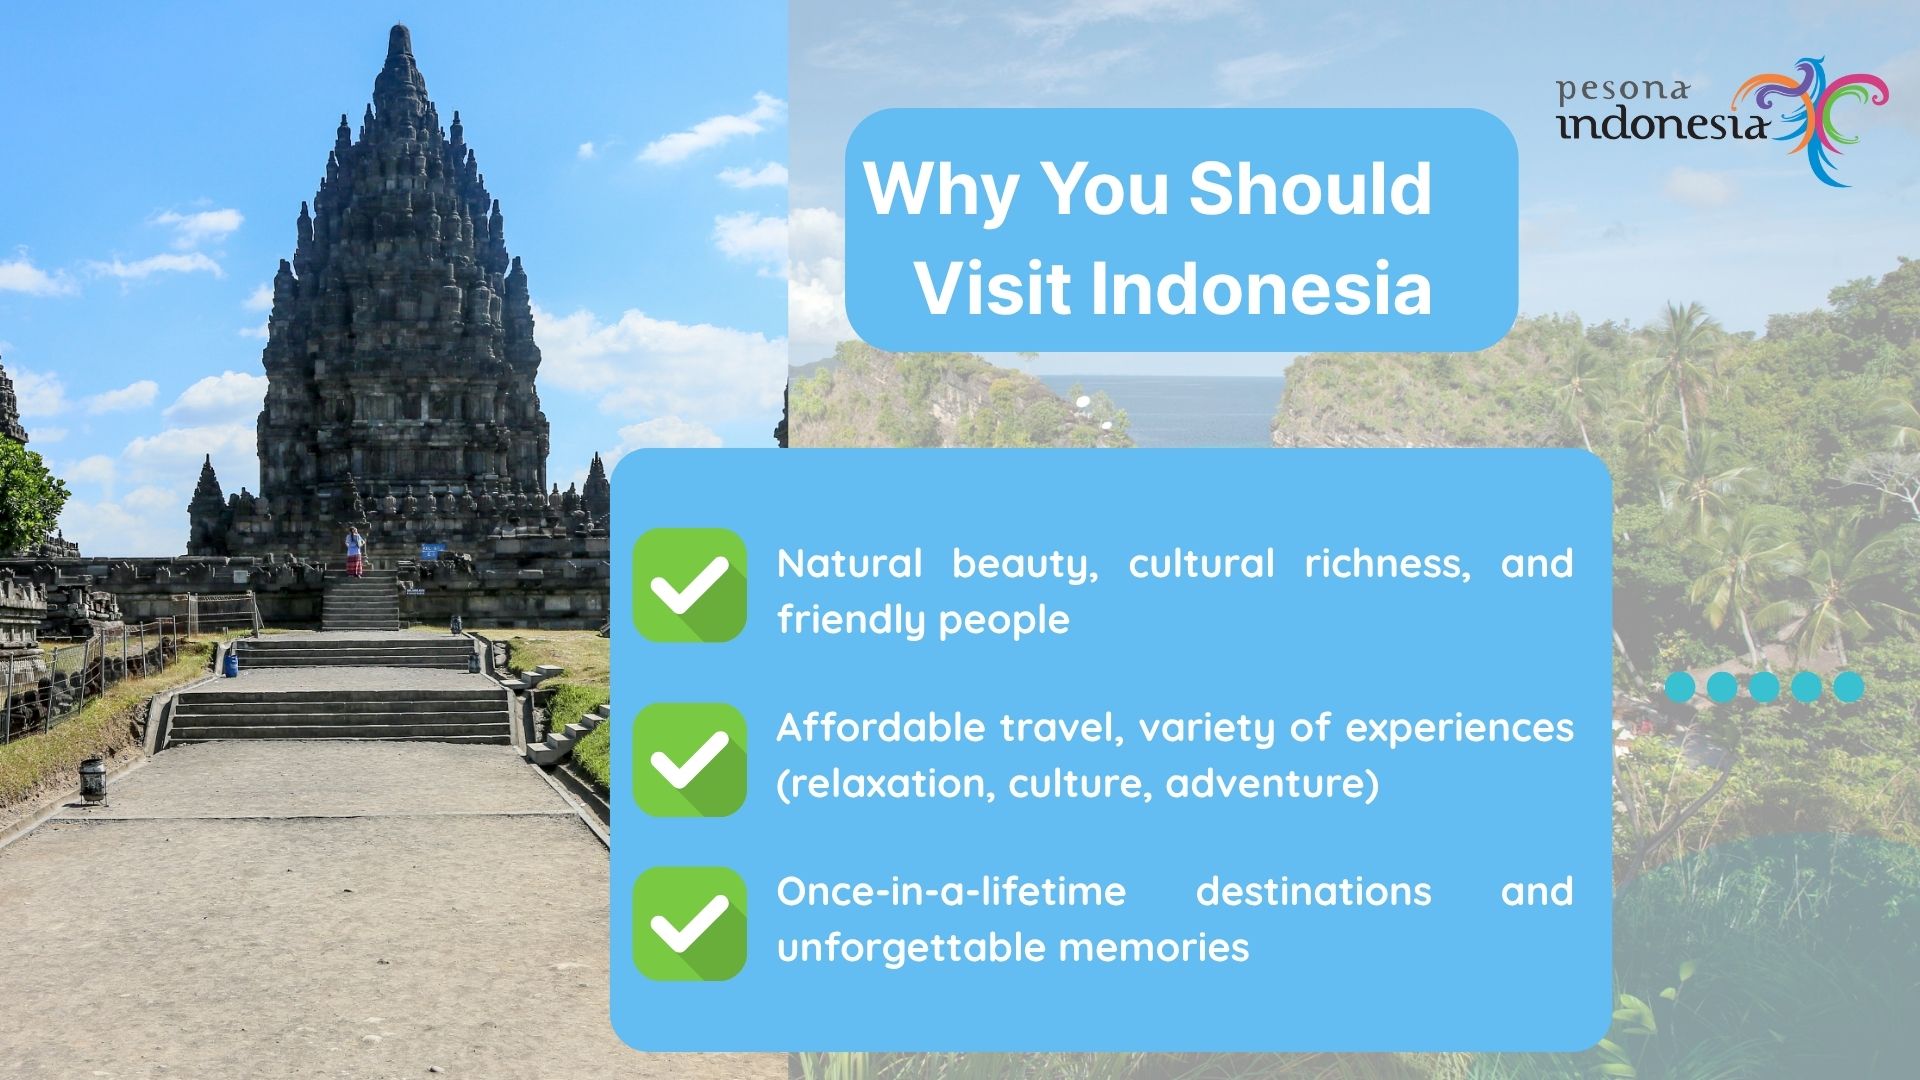 pesona
indonesia
Why You Should
Visit Indonesia
Natural beauty, cultural richness, and
friendly people
Affordable travel, variety of experiences
(relaxation, culture, adventure)
Once-in-a-lifetime destinations and
unforgettable memories